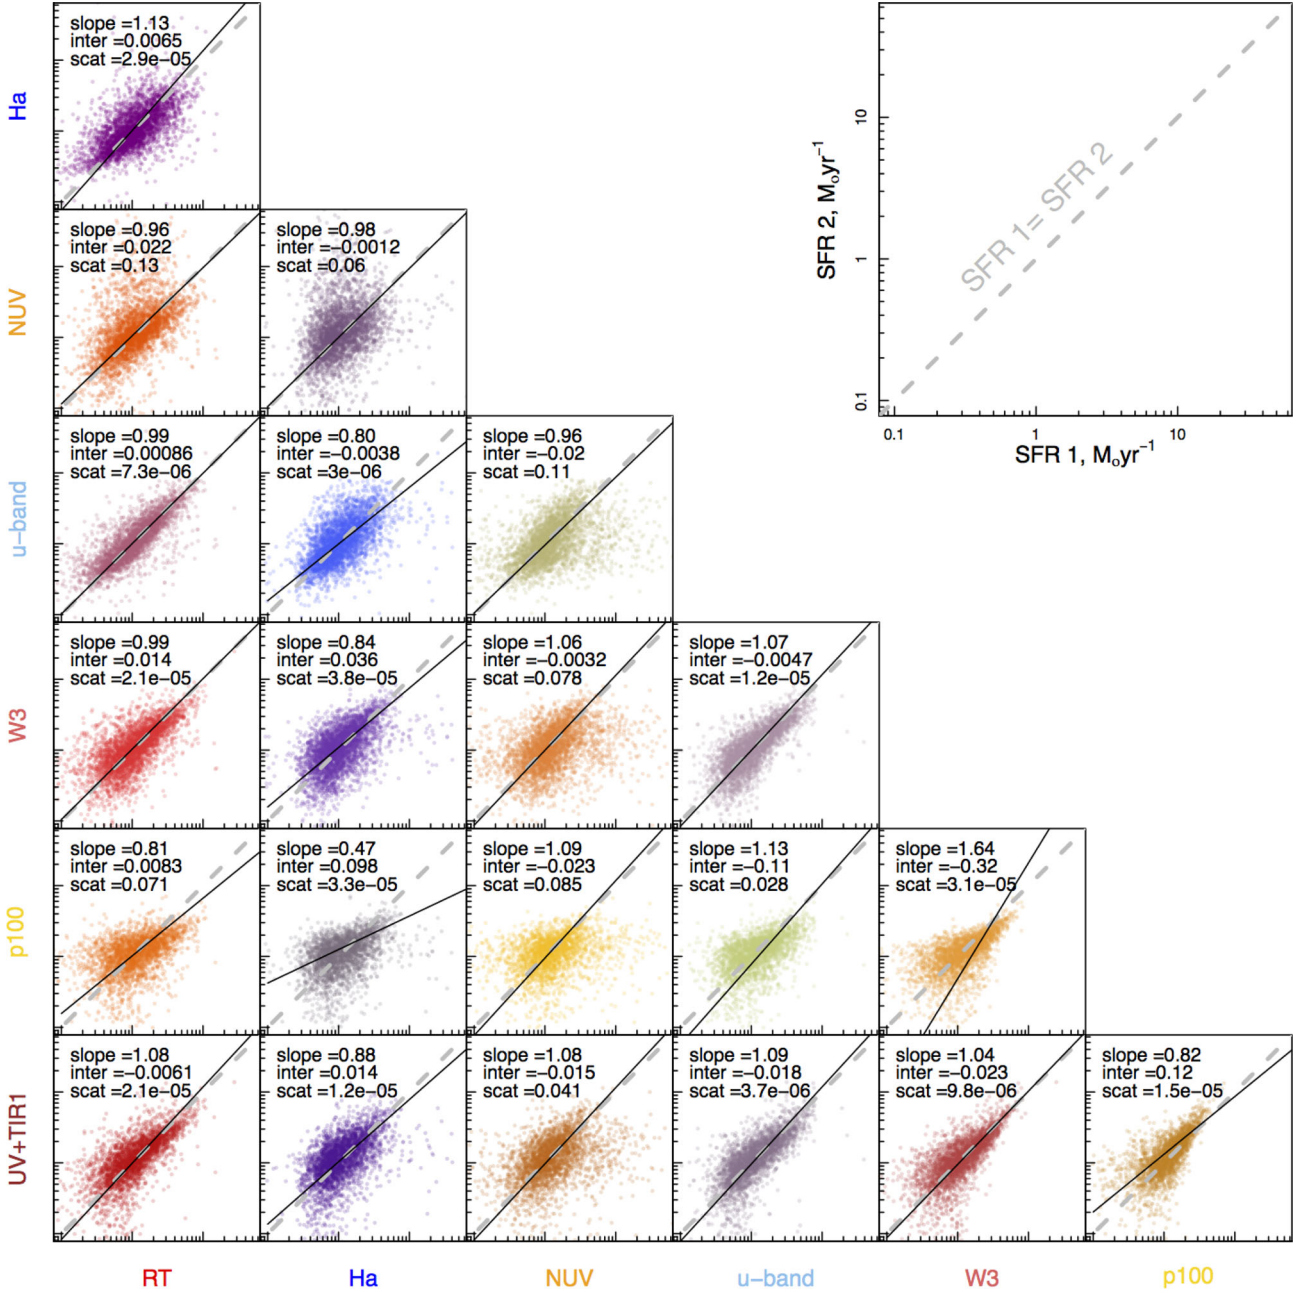 Ha
slope =1.13
inter =0.0065
scat =2.9e−05
10
1
0.1
SFR 2, M₀yr⁻¹
SFR 1= SFR 2
0.1
1
10
SFR 1, M₀yr⁻¹
NUV
slope =0.96
inter =0.022
scat =0.13
slope =0.98
inter =−0.0012
scat =0.06
u−band
slope =0.99
inter =0.00086
scat =7.3e−06
slope =0.80
inter =−0.0038
scat =3e−06
slope =0.96
inter =−0.02
scat =0.11
W3
slope =0.99
inter =0.014
scat =2.1e−05
slope =0.84
inter =0.036
scat =3.8e−05
slope =1.06
inter =−0.0032
scat =0.078
slope =1.07
inter =−0.0047
scat =1.2e−05
p100
slope =0.81
inter =0.0083
scat =0.071
slope =0.47
inter =0.098
scat =3.3e−05
slope =1.09
inter =−0.023
scat =0.085
slope =1.13
inter =−0.11
scat =0.028
slope =1.64
inter =−0.32
scat =3.1e−05
UV+TIR1
slope =1.08
inter =−0.0061
scat =2.1e−05
slope =0.88
inter =0.014
scat =1.2e−05
slope =1.08
inter =−0.015
scat =0.041
slope =1.09
inter =−0.018
scat =3.7e−06
slope =1.04
inter =−0.023
scat =9.8e−06
slope =0.82
inter =0.12
scat =1.5e−05
RT
Ha
NUV
u−band
W3
p100